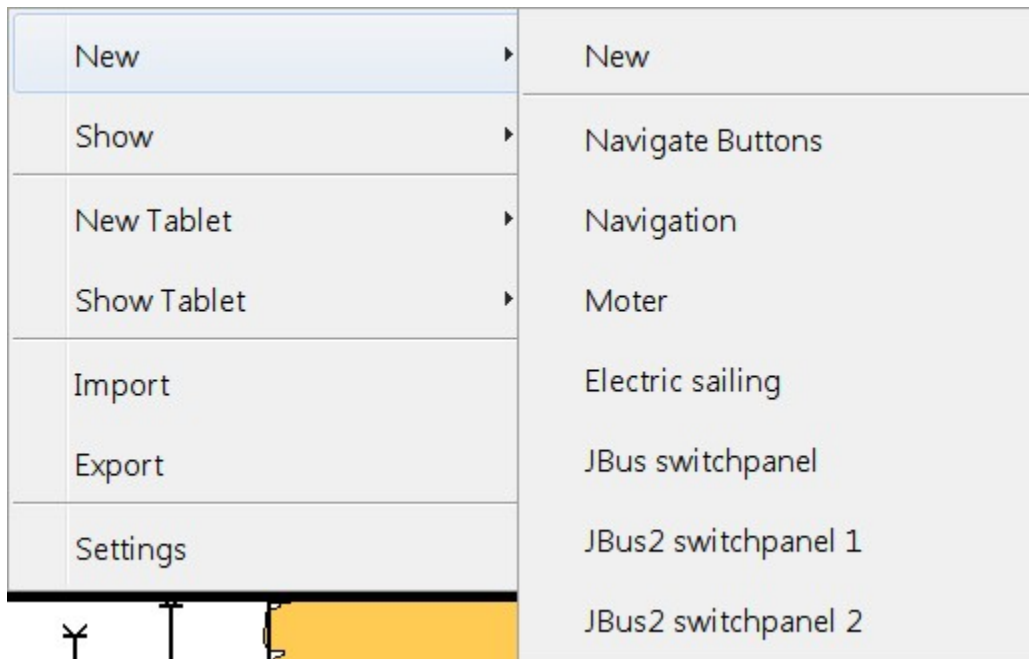 New
Show
New Tablet
Show Tablet
Import
Export
Settings
New
Navigate Buttons
Navigation
Moter
Electric sailing
JBus switchpanel
JBus2 switchpanel 1
JBus2 switchpanel 2